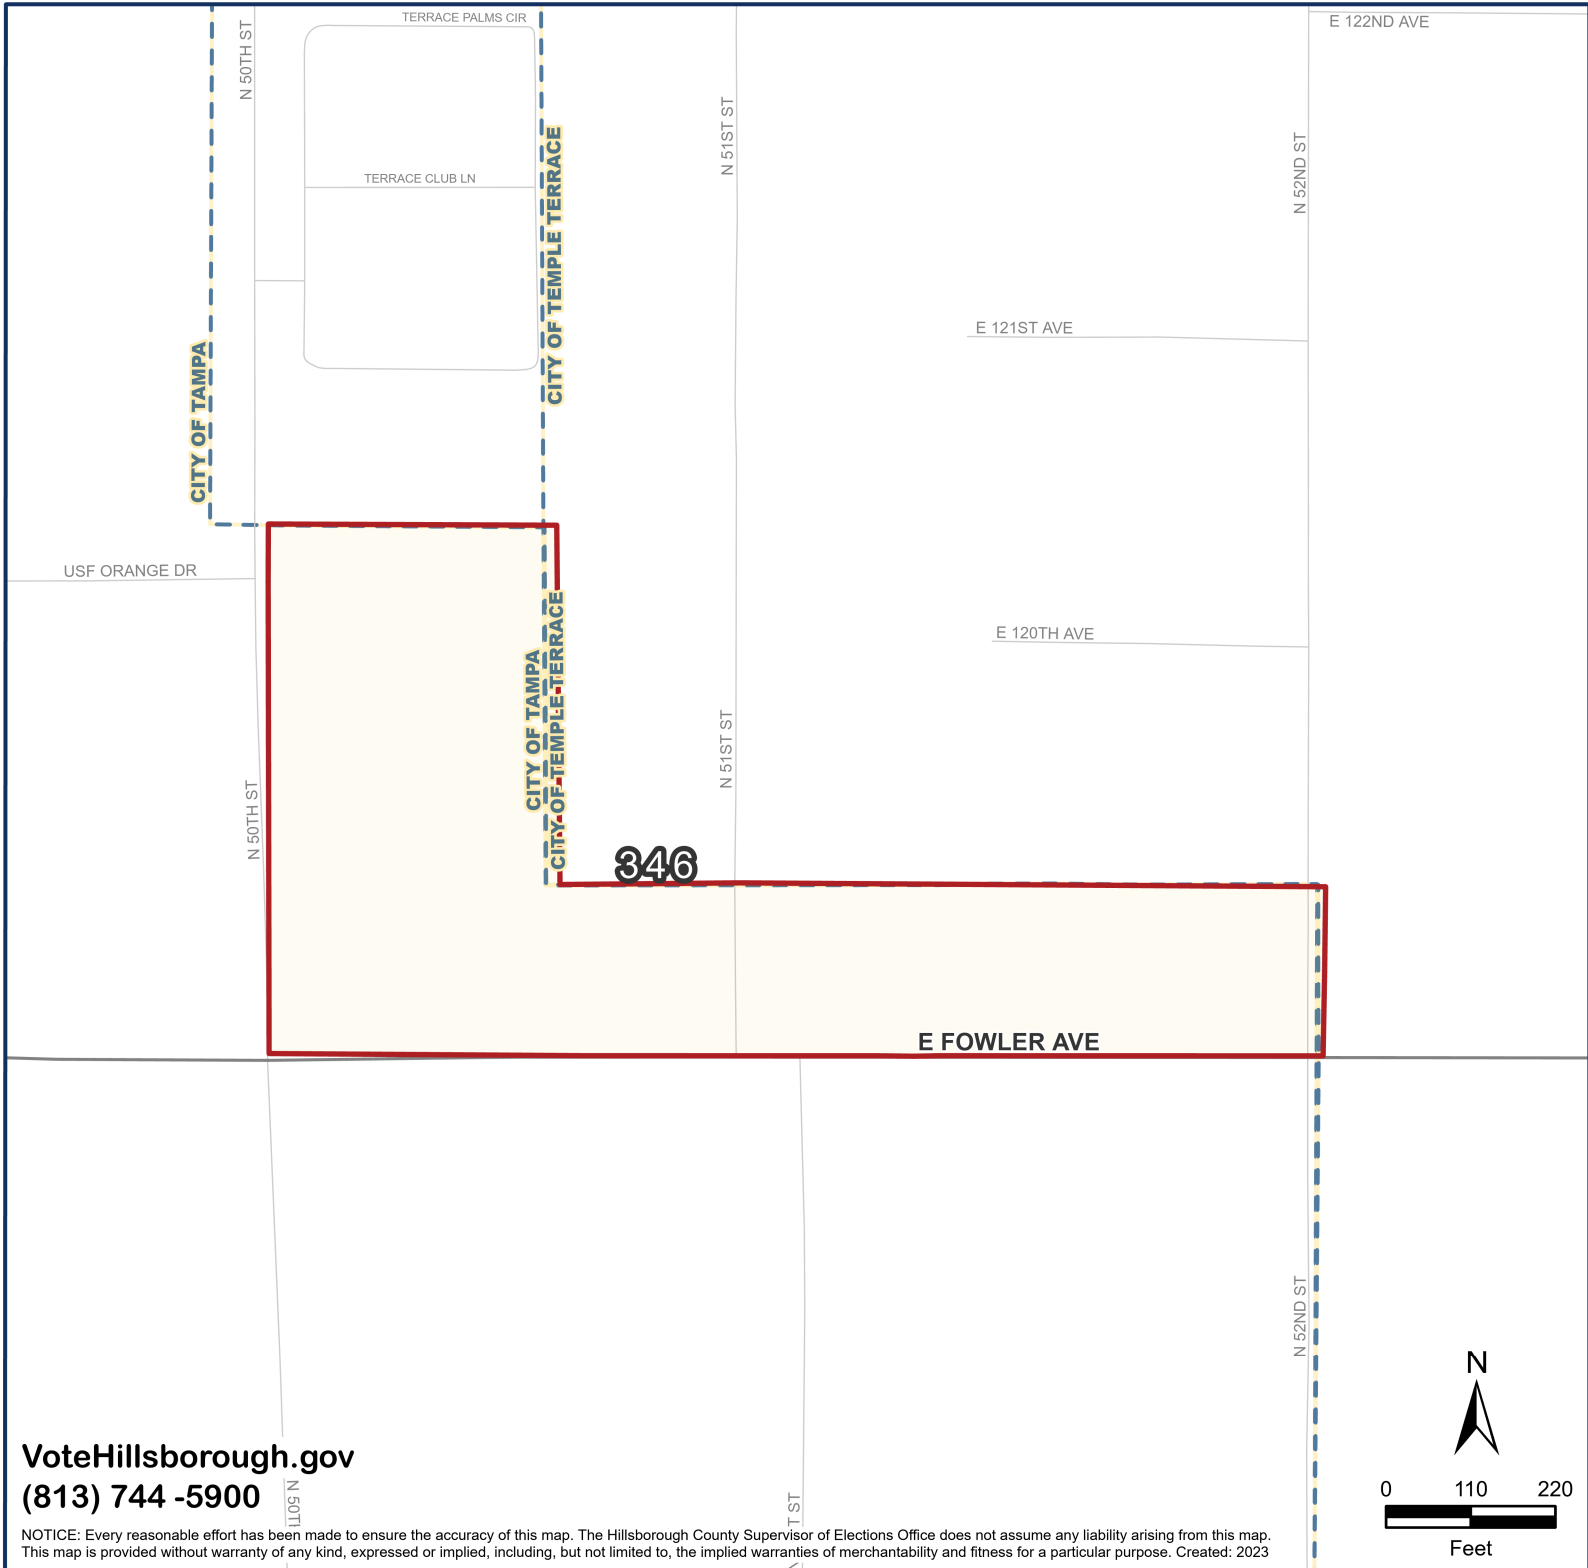 TERRACE PALMS CIR
E 122ND AVE
N 50TH ST
N 51ST ST
CITY OF TEMPLE TERRACE
N 52ND ST
TERRACE CLUB LN
E 121ST AVE
CITY OF TAMPA
USF ORANGE DR
E 120TH AVE
CITY OF TAMPA
CITY OF TEMPLE TERRACE
N 51ST ST
N 50TH ST
346
E FOWLER AVE
N 52ND ST
N
VoteHillsborough.gov
(813) 744 -5900
N 50TH
T ST
0 110 220
Feet
NOTICE: Every reasonable effort has been made to ensure the accuracy of this map. The Hillsborough County Supervisor of Elections Office does not assume any liability arising from this map.
This map is provided without warranty of any kind, expressed or implied, including, but not limited to, the implied warranties of merchantability and fitness for a particular purpose. Created: 2023